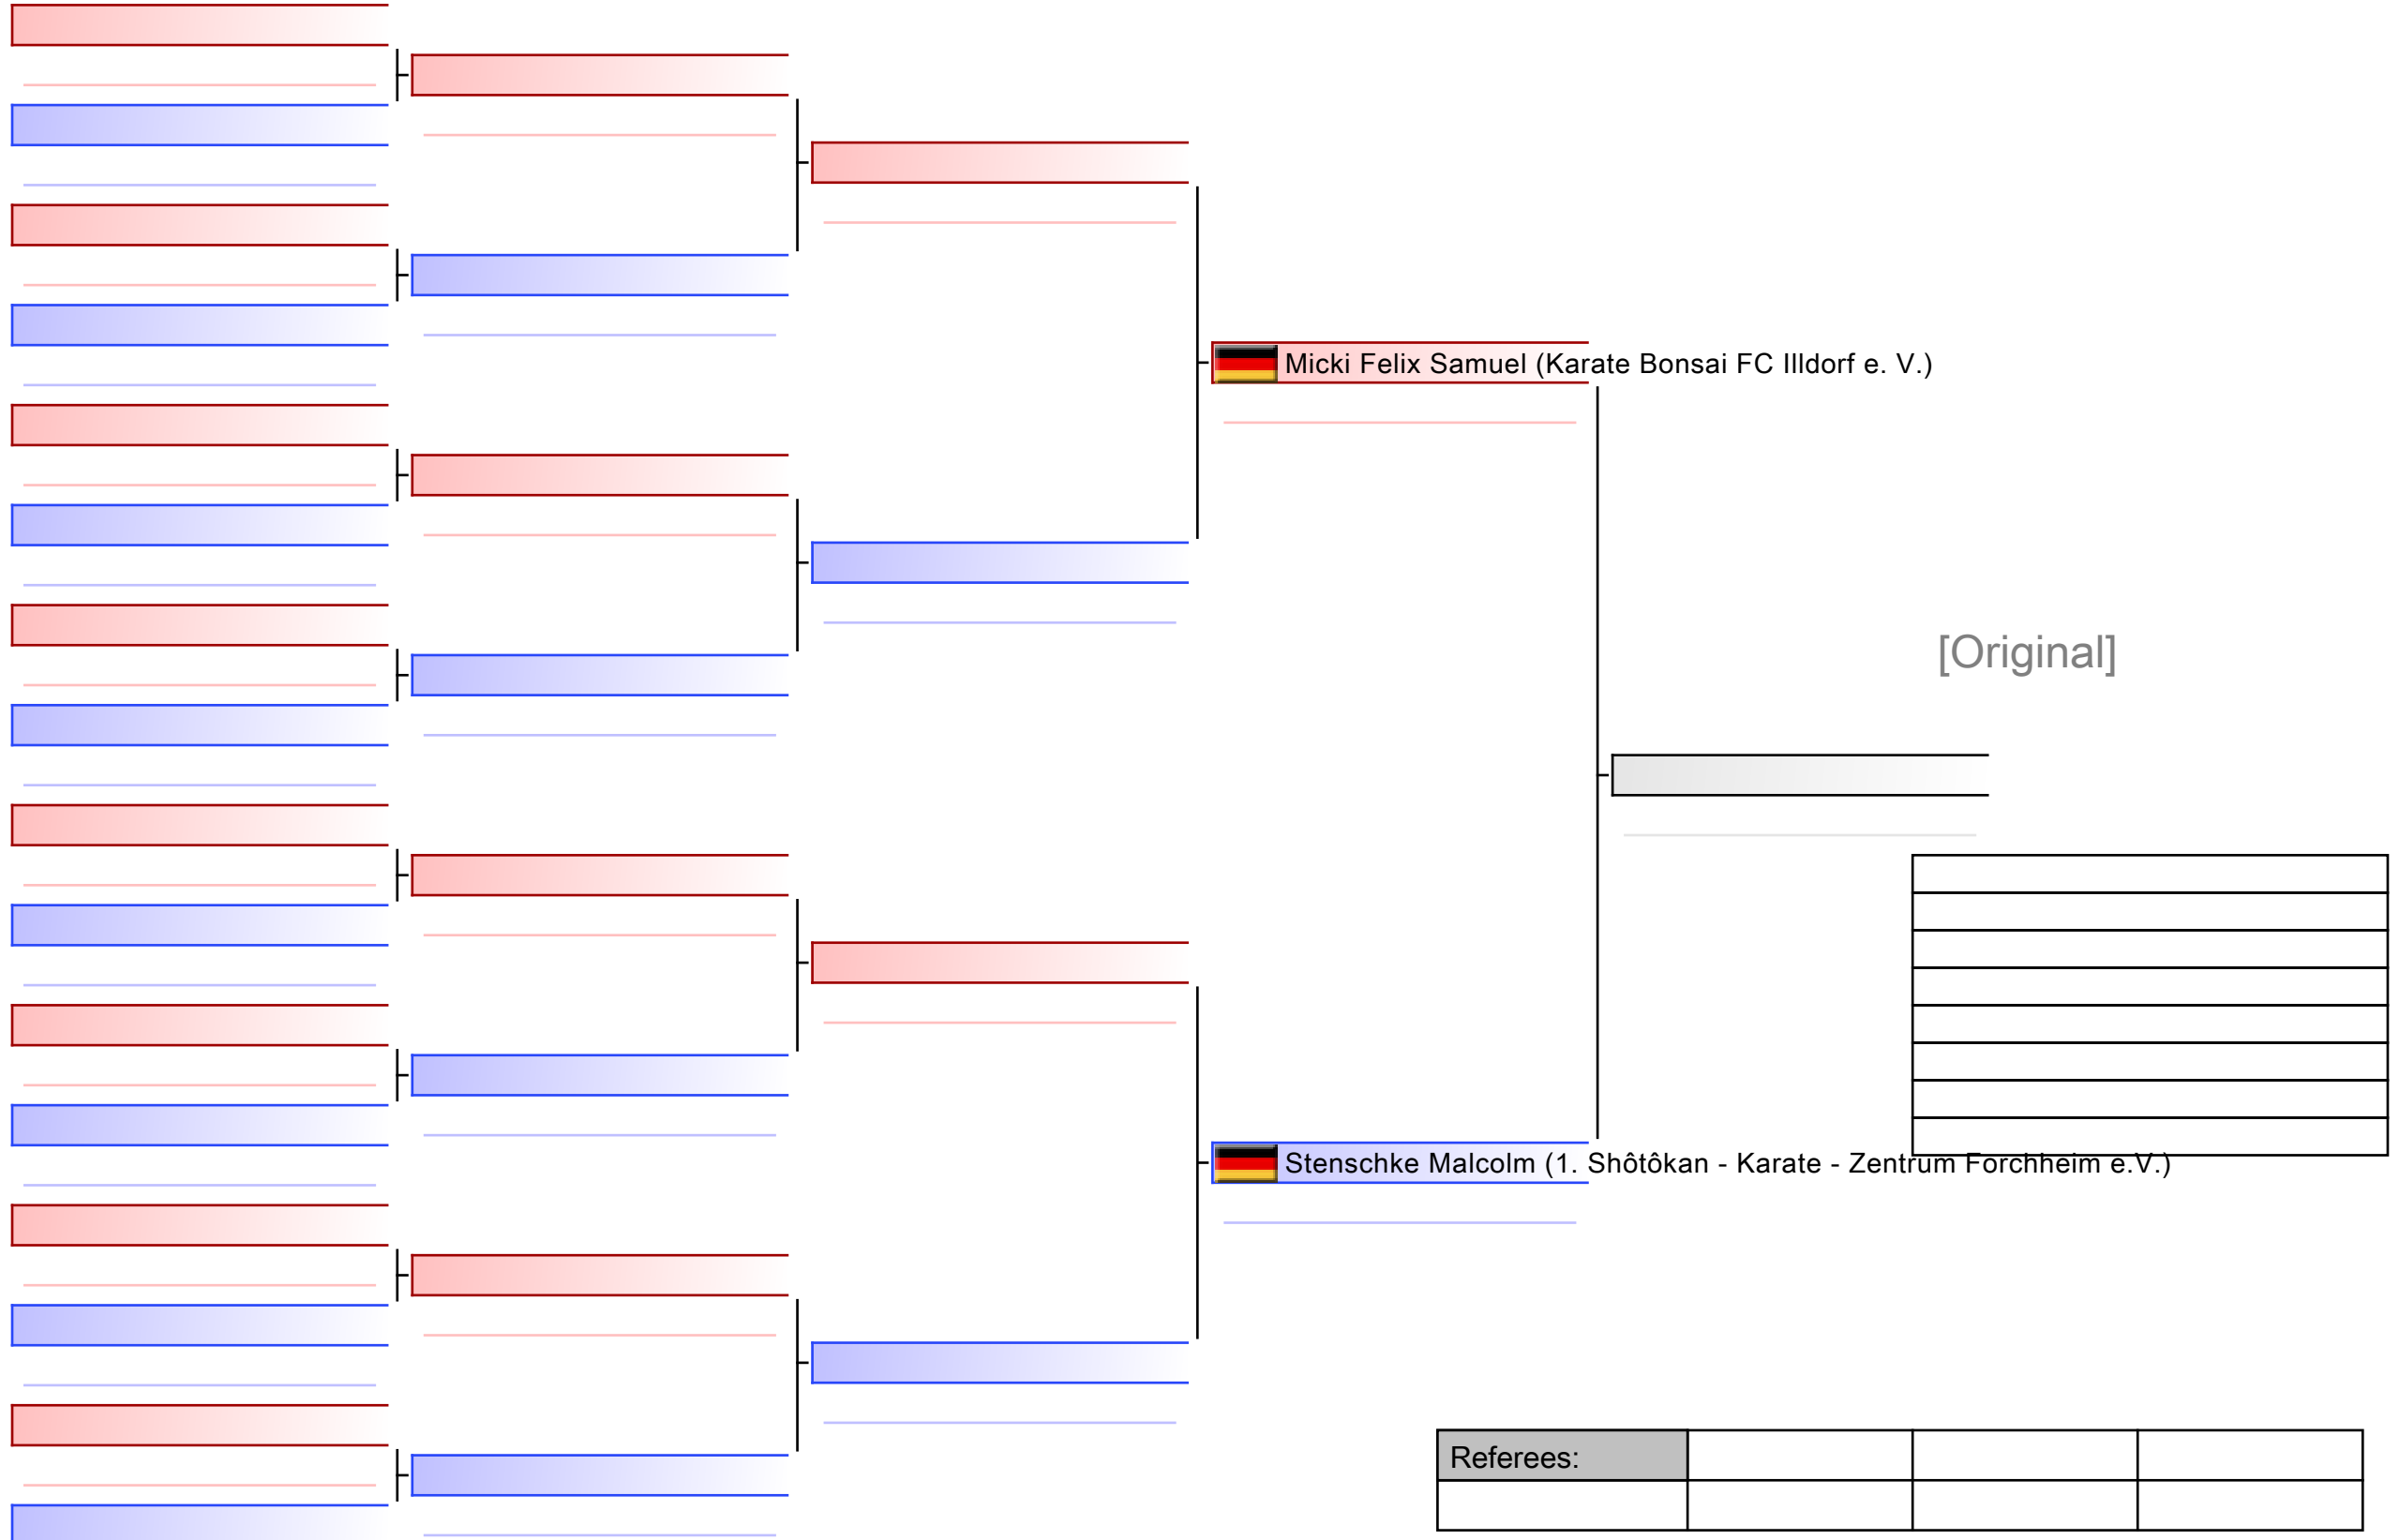 Micki Felix Samuel (Karate Bonsai FC Illdorf e. V.)
[Original]
Stenschke Malcolm (1. Shôtôkan - Karate - Zentrum Forchheim e.V.)
Referees: